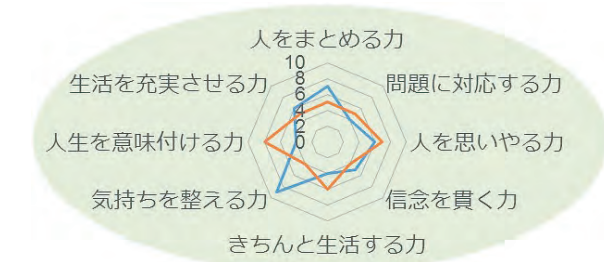 人をまとめる力
生活を充実させる力
問題に対応する力
人生を意味付ける力
人を思いやる力
気持ちを整える力
信念を貫く力
きちんと生活する力
10
8
6
4
2
0